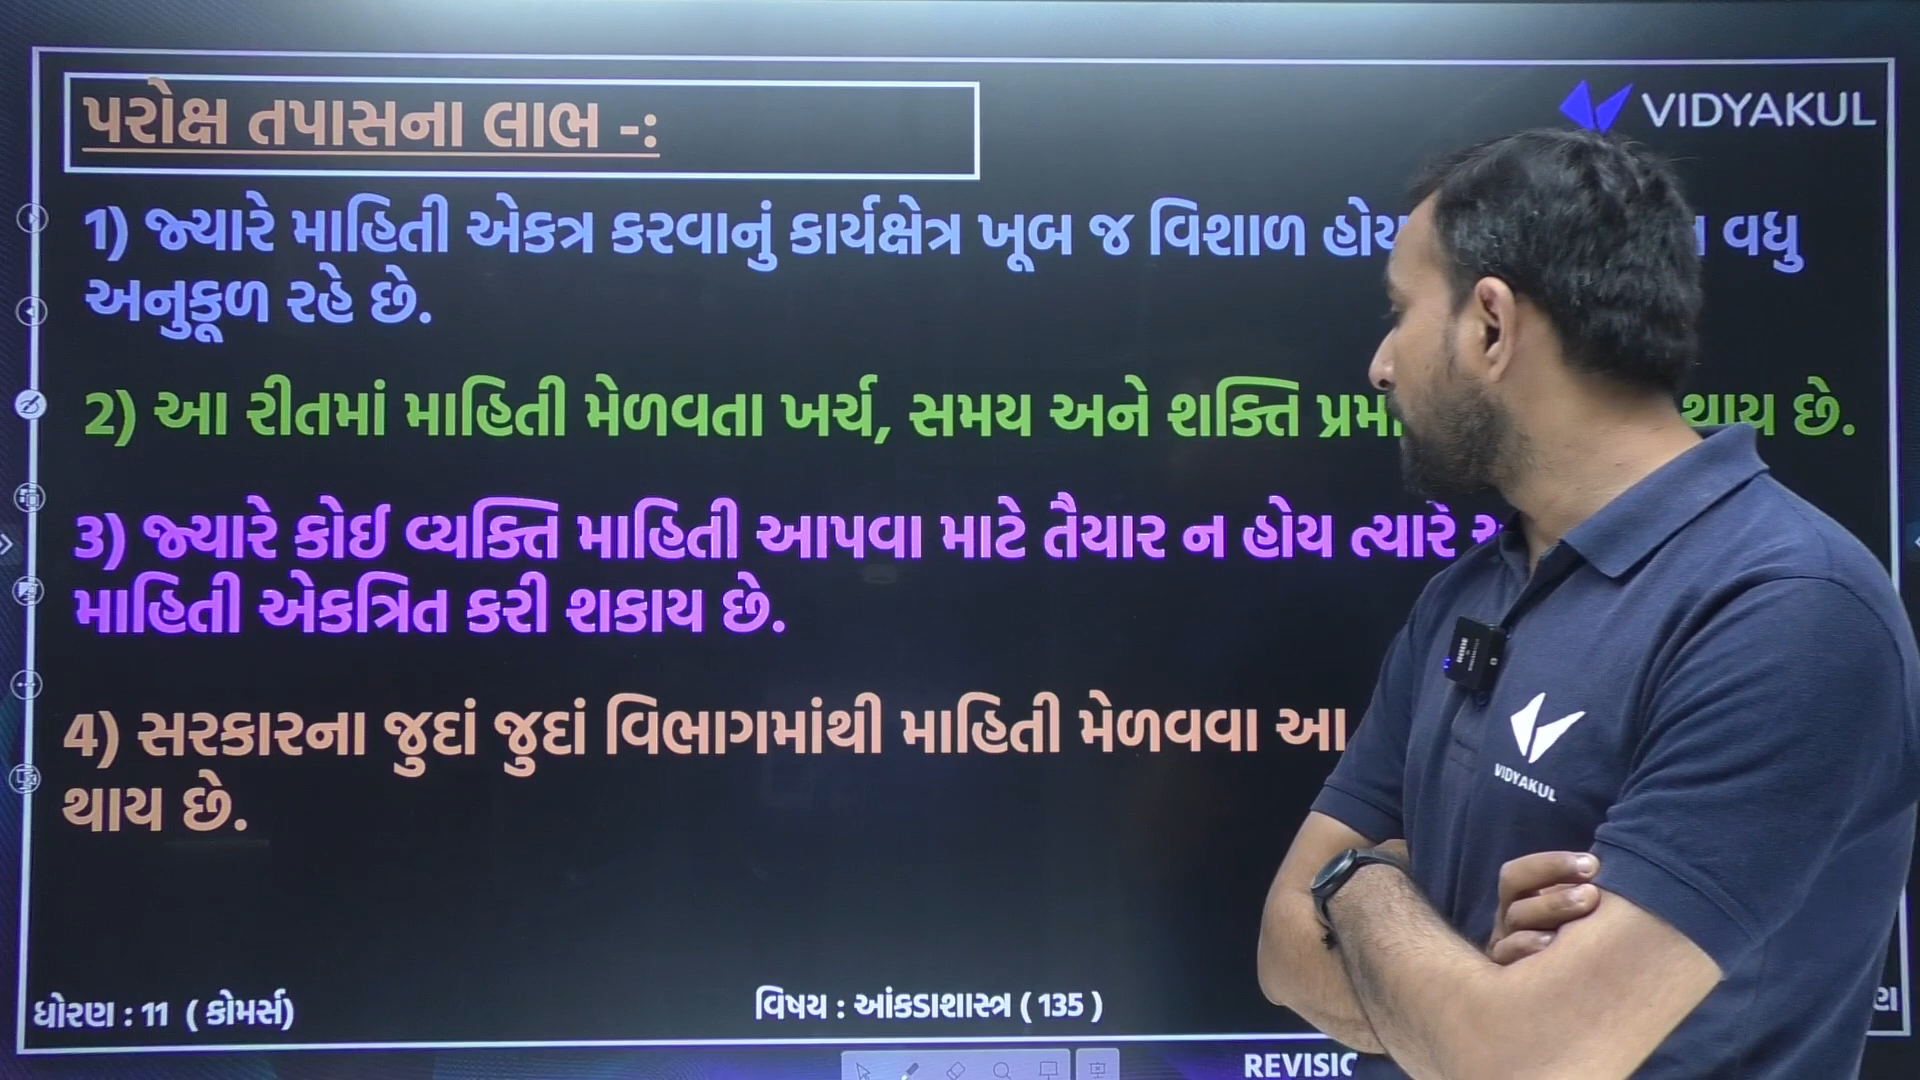 પરોક્ષ તપાસના લાભ -:
VIDYAKUL
1) જ્યારે માહિતી એકત્ર કરવાનું કાર્યક્ષેત્ર ખૂબ જ વિશાળ હોય વધુ
અનુકૂળ રહે છે.
2) આ રીતમાં માહિતી મેળવતા ખર્ચ, સમય અને શક્તિ થાય છે.
3) જ્યારે કોઈ વ્યક્તિ માહિતી આપવા માટે તૈયાર ન હોય ત્યારે
માહિતી એકત્રિત કરી શકાય છે.
4) સરકારના જુદાં જુદાં વિભાગમાંથી માહિતી મેળવવા આ
થાય છે.
VIDYAKUL
ધોરણ : 11 ( કોમર્સ)
વિષય : આંકડાશાસ્ત્ર ( 135 )